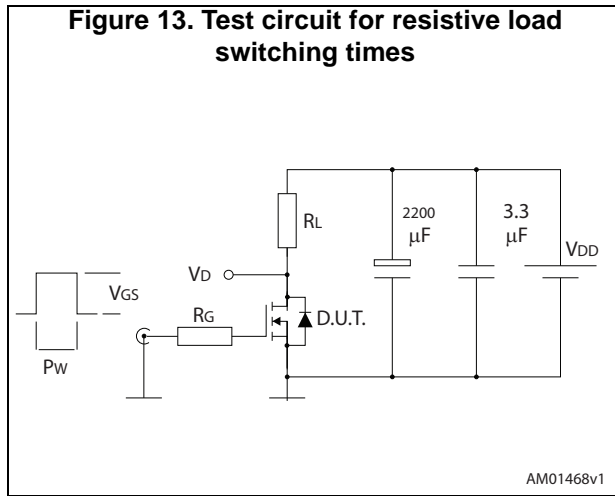 Figure 13. Test circuit for resistive load
switching times
RL
2200
μF
3.3
μF
VDD
VD
VGS
RG
D.U.T.
PW
AM01468v1